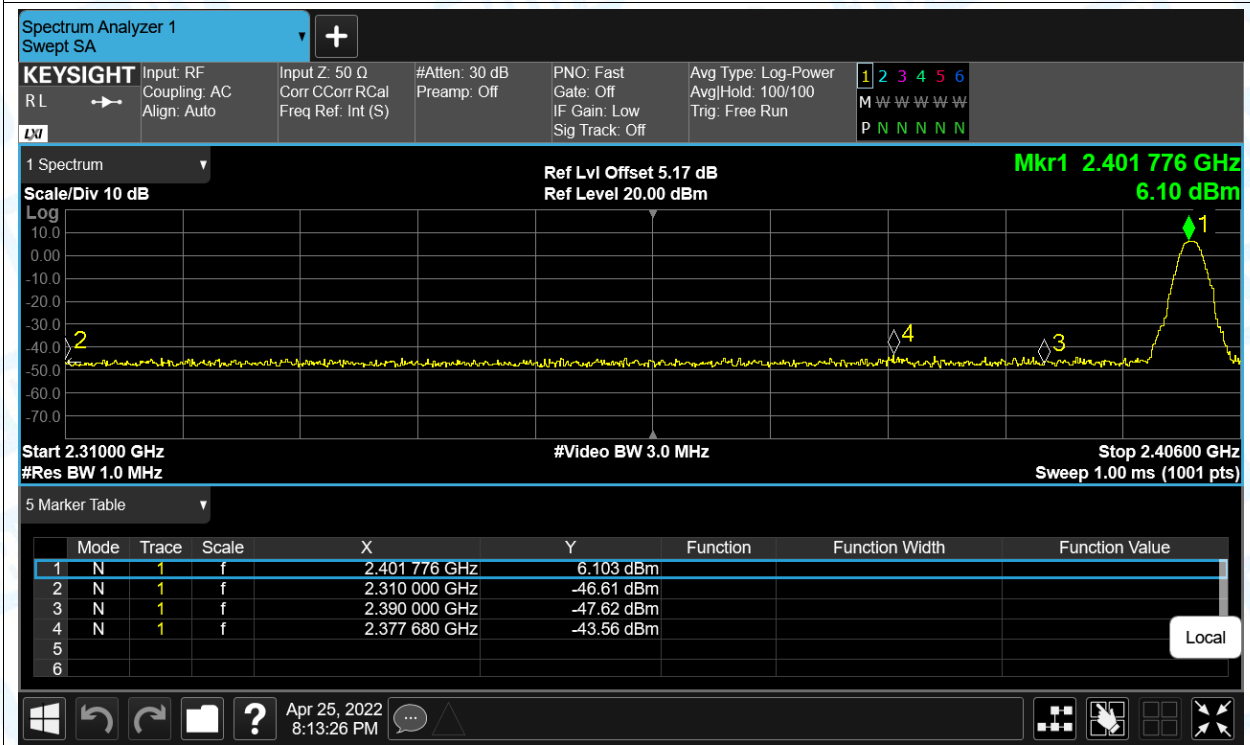 Spectrum Analyzer 1
Swept SA
KEYSIGHT Input: RF Input Z: 50 Ω #Atten: 30 dB PNO: Fast Avg Type: Log-Power 1 2 3 4 5 6
R L Coupling: AC Corr CCorr RCal Preamp: Off Gate: Off Avg|Hold: 100/100 M W W W W W W
Align: Auto Freq Ref: Int (S) IF Gain: Low Trig: Free Run
LXI Sig Track: Off P N N N N N
1 Spectrum Ref Lvl Offset 5.17 dB Mkr1 2.401 776 GHz
Scale/Div 10 dB Ref Level 20.00 dBm 6.10 dBm
Log
10.0 1
0.00
-10.0
-20.0
-30.0
-40.0 2 4 3
-50.0
-60.0
-70.0
Start 2.31000 GHz #Video BW 3.0 MHz Stop 2.40600 GHz
#Res BW 1.0 MHz Sweep 1.00 ms (1001 pts)
5 Marker Table
Mode Trace Scale X Y Function Function Width Function Value
1 N 1 f 2.401 776 GHz 6.103 dBm
2 N 1 f 2.310 000 GHz -46.61 dBm
3 N 1 f 2.390 000 GHz -47.62 dBm
4 N 1 f 2.377 680 GHz -43.56 dBm
5
6
Local
? Apr 25, 2022
8:13:26 PM